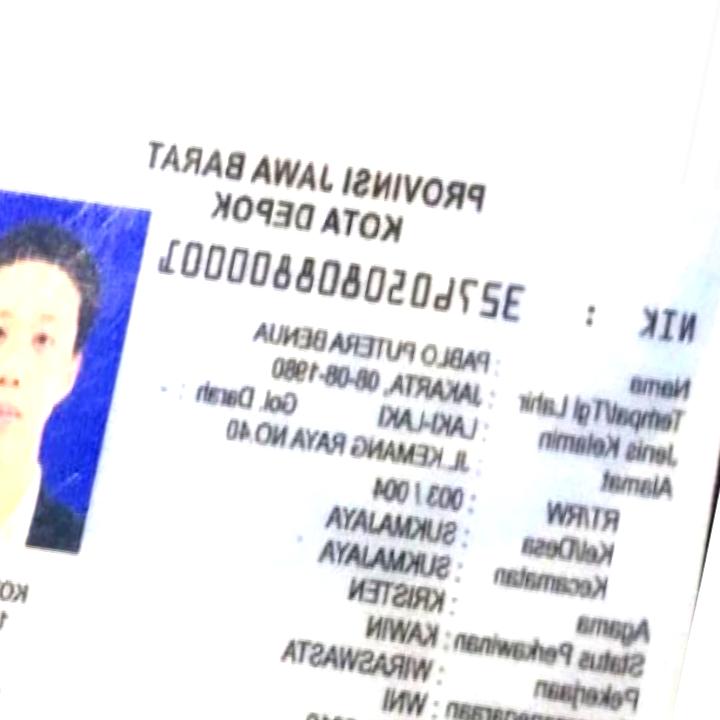 PROVINSI JAWA BARAT
KOTA DEPOK
NIK : 3276050808800001
Nama : PABLO PUTERA BENUA
Tempat/Tgl Lahir : JAKARTA, 08-08-1980
Jenis Kelamin : LAKI-LAKI Gol. Darah :
Alamat : JL.KEMANG RAYA NO.40
RT/RW : 003 / 004
Kel/Desa : SUKMAJAYA
Kecamatan : SUKMAJAYA
Agama : KRISTEN
Status Perkawinan : KAWIN
Pekerjaan : WIRASWASTA
: WNI